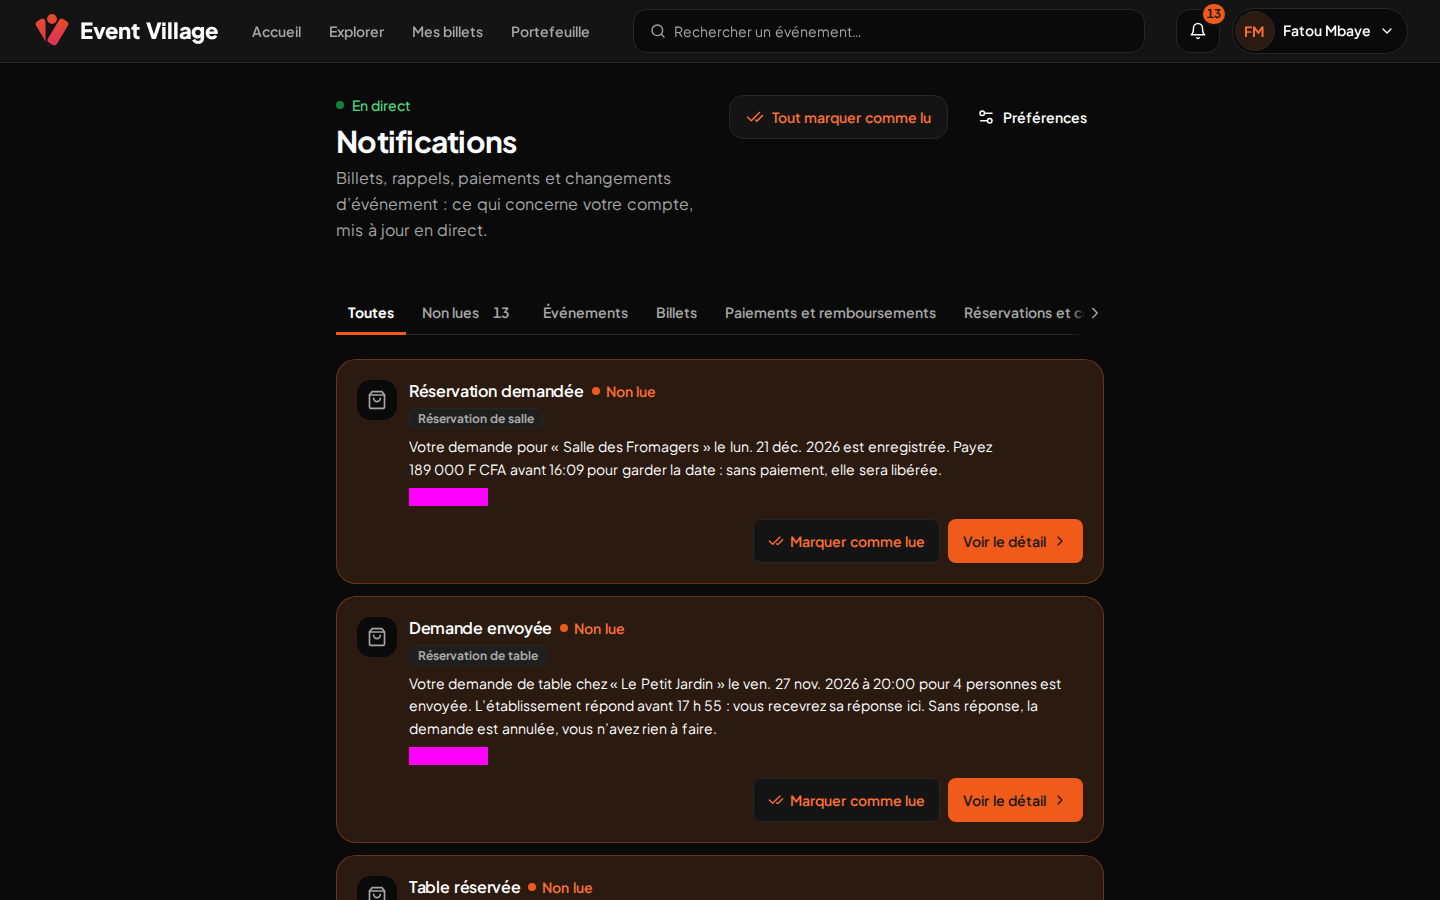 Event Village
Accueil
Explorer
Mes billets
Portefeuille
Rechercher un événement…
13
FM
Fatou Mbaye
En direct
Notifications
Billets, rappels, paiements et changements
d’événement : ce qui concerne votre compte,
mis à jour en direct.
Tout marquer comme lu
Préférences
Toutes
Non lues 13
Événements
Billets
Paiements et remboursements
Réservations et c
Réservation demandée
Non lue
Réservation de salle
Votre demande pour « Salle des Fromagers » le lun. 21 déc. 2026 est enregistrée. Payez
189 000 F CFA avant 16:09 pour garder la date : sans paiement, elle sera libérée.
Marquer comme lue
Voir le détail
Demande envoyée
Non lue
Réservation de table
Votre demande de table chez « Le Petit Jardin » le ven. 27 nov. 2026 à 20:00 pour 4 personnes est
envoyée. L’établissement répond avant 17 h 55 : vous recevrez sa réponse ici. Sans réponse, la
demande est annulée, vous n’avez rien à faire.
Marquer comme lue
Voir le détail
Table réservée
Non lue